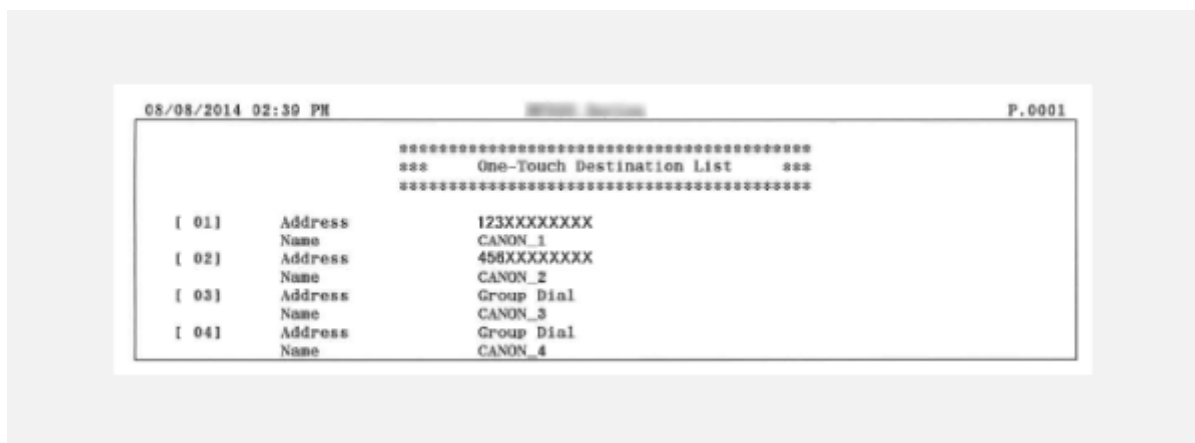 08/08/2014 02:39 PM P.0001
******************************************
*** One-Touch Destination List ***
******************************************
[ 01] Address 123XXXXXXXX
Name CANON_1
[ 02] Address 456XXXXXXXX
Name CANON_2
[ 03] Address Group Dial
Name CANON_3
[ 04] Address Group Dial
Name CANON_4